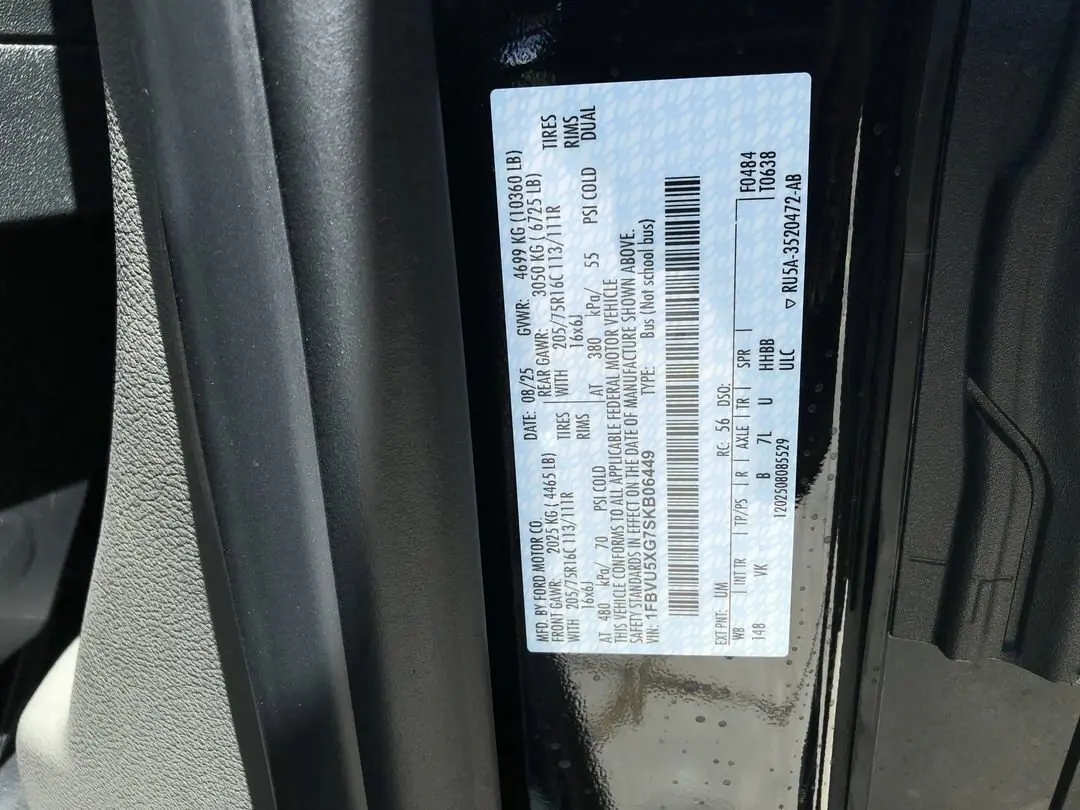 MFD. BY FORD MOTOR CO. DATE: 08/25 GVWR: 4699 KG (10360 LB)
FRONT GAWR: 2025 KG ( 4465 LB) REAR GAWR: 3050 KG ( 6725 LB)
WITH 205/75R16C 113/111R TIRES WITH 205/75R16C 113/111R TIRES
16x6J RIMS 16x6J RIMS
AT 480 kPa/ 70 PSI COLD AT 380 kPa/ 55 PSI COLD DUAL
THIS VEHICLE CONFORMS TO ALL APPLICABLE FEDERAL MOTOR VEHICLE
SAFETY STANDARDS IN EFFECT ON THE DATE OF MANUFACTURE SHOWN ABOVE.
VIN: 1FBVU5XG7SKB06449 TYPE: Bus (Not school bus)
EXT PNT: UM RC: 56 DSO:
WB INT TR TP/PS R AXLE TR SPR F0484
148 VK B 7L U HHBB T0638
1202508085529 ULC
▽ RU5A-3520472-AB